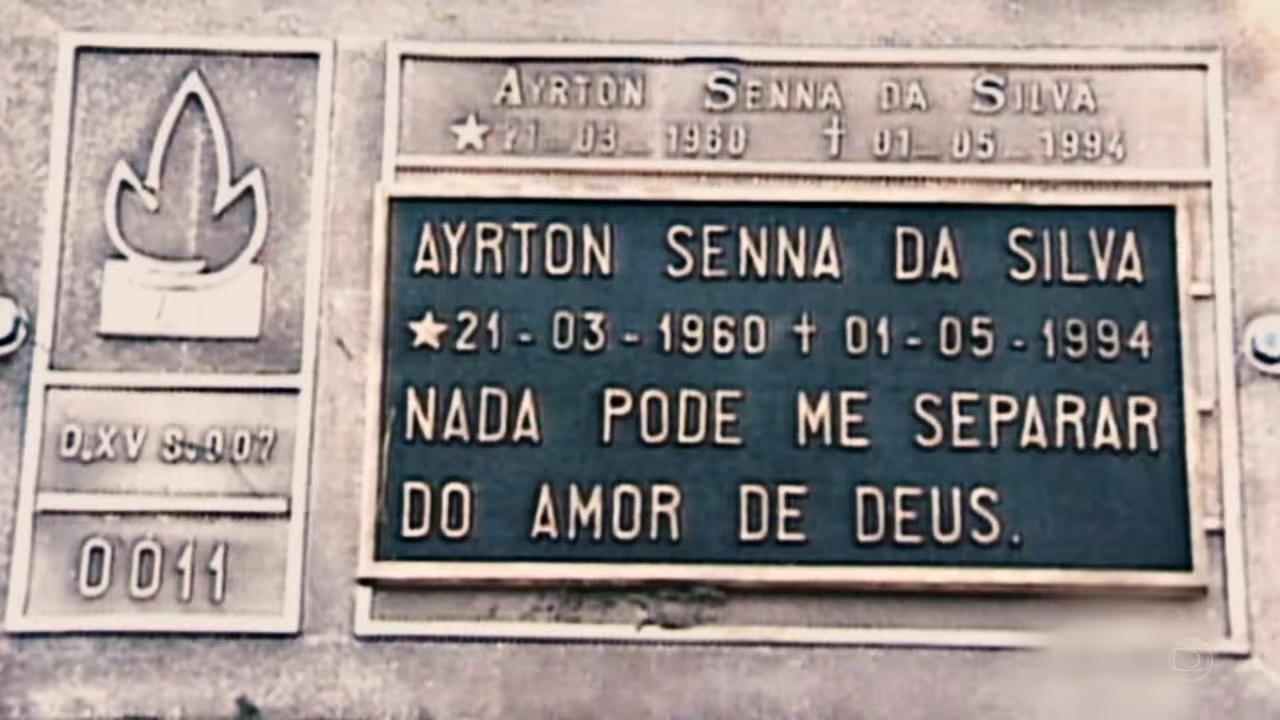 AYRTON SENNA DA SILVA
★21-03-1960 † 01-05-1994
AYRTON SENNA DA SILVA
★21-03-1960 † 01-05-1994
NADA PODE ME SEPARAR
DO AMOR DE DEUS.
D.XV S.007
0011